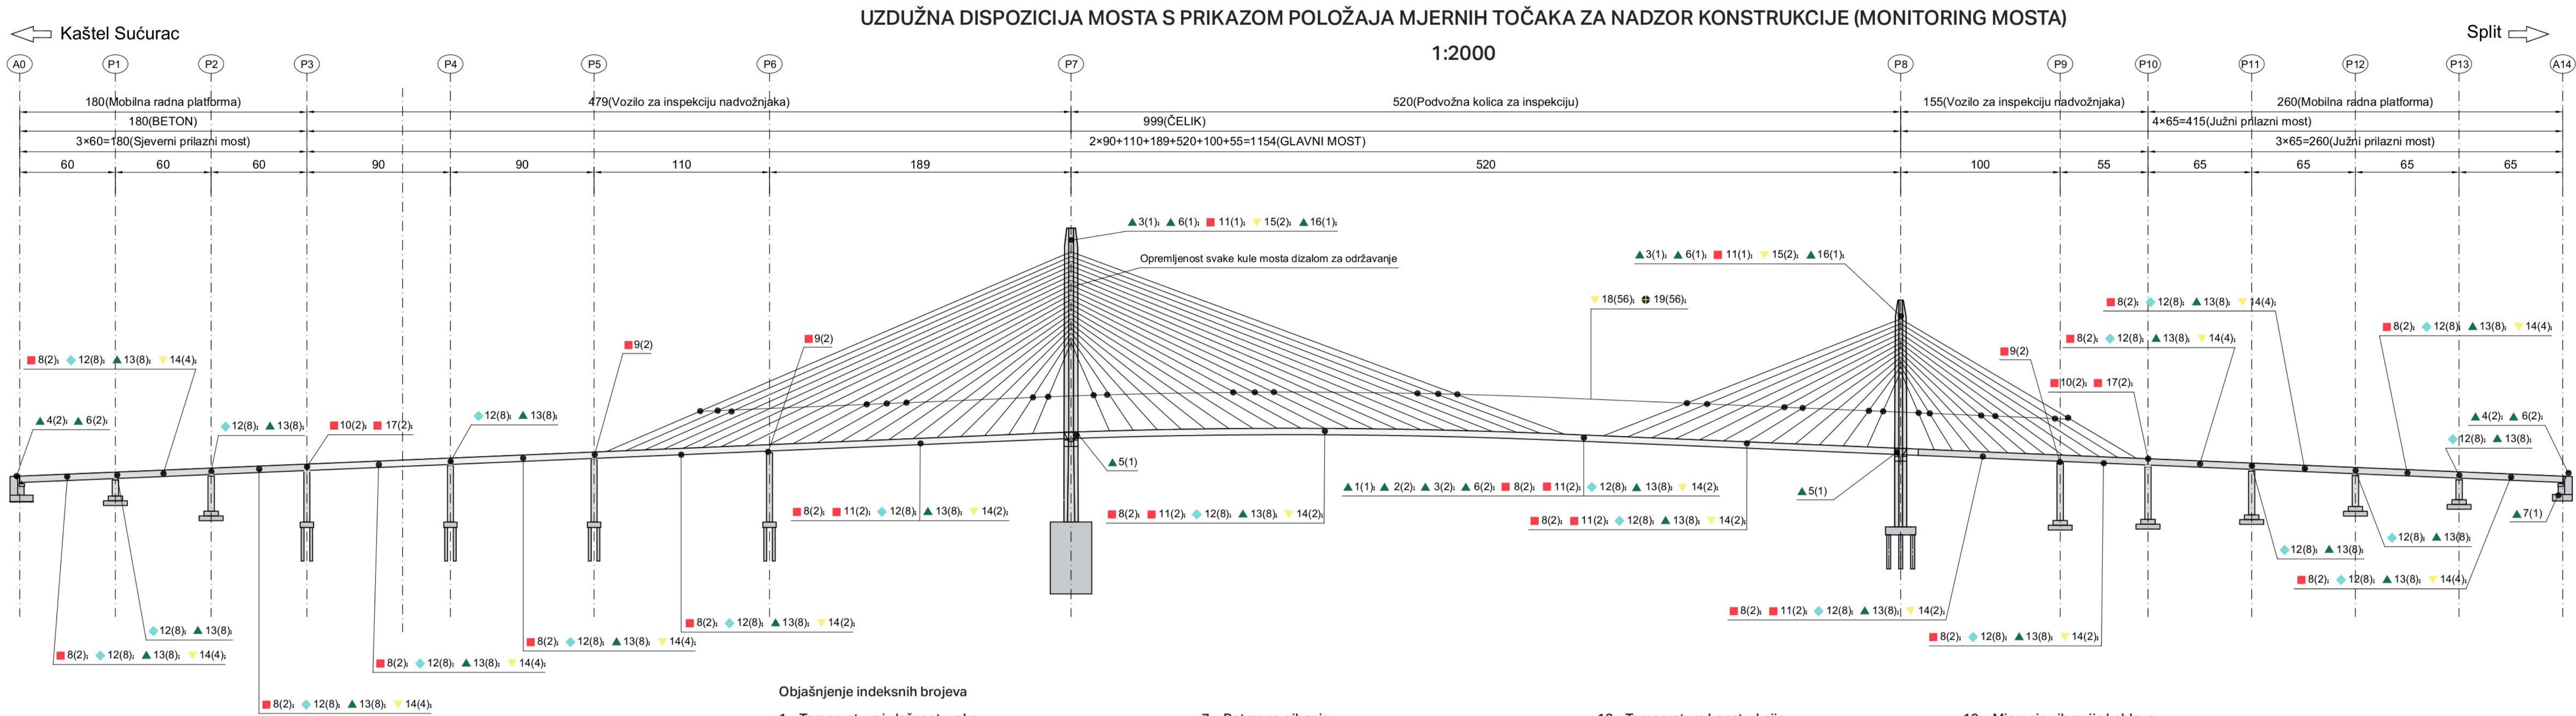 UZDUŽNA DISPOZICIJA MOSTA S PRIKAZOM POLOŽAJA MJERNIH TOČAKA ZA NADZOR KONSTRUKCIJE (MONITORING MOSTA)
1:2000
Kaštel Sućurac
Split
A0 P1 P2 P3 P4 P5 P6 P7 P8 P9 P10 P11 P12 P13 A14
180(Mobilna radna platforma) 479(Vozilo za inspekciju nadvožnjaka) 520(Podvožna kolica za inspekciju) 155(Vozilo za inspekciju nadvožnjaka) 260(Mobilna radna platforma)
180(BETON) 999(ČELIK) 4×65=415(Južni prilazni most)
3×60=180(Sjeverni prilazni most) 2×90+110+189+520+100+55=1154(GLAVNI MOST) 3×65=260(Južni prilazni most)
60 60 60 90 90 110 189 520 100 55 65 65 65 65
▲3(1); ▲6(1); ■ 11(1); ▼ 15(2); ▲16(1);
Opremljenost svake kule mosta dizalom za održavanje
▲3(1); ▲6(1); ■ 11(1); ▼ 15(2); ▲16(1);
▼ 18(56); 19(56);
■ 8(2); ◆ 12(8); ▲ 13(8); ▼ 14(4);
■ 8(2); ◆ 12(8); ▲ 13(8); ▼ 14(4);
■ 8(2); ◆ 12(8); ▲ 13(8); ▼ 14(4);
■9(2)
■9(2)
■9(2)
■ 8(2); ◆ 12(8); ▲ 13(8); ▼ 14(4);
■10(2); ■ 17(2);
▲4(2); ▲6(2);
◆12(8); ▲ 13(8);
■10(2); ■ 17(2);
◆12(8); ▲ 13(8);
▲4(2); ▲6(2);
◆12(8); ▲ 13(8);
▲5(1)
▲1(1); ▲ 2(2); ▲ 3(2); ▲ 6(2); ■ 8(2); ■ 11(2); ◆ 12(8); ▲ 13(8); ▼ 14(2);
▲5(1)
■ 8(2); ■ 11(2); ◆ 12(8); ▲ 13(8); ▼ 14(2);
■ 8(2); ■ 11(2); ◆ 12(8); ▲ 13(8); ▼ 14(2);
■ 8(2); ■ 11(2); ◆ 12(8); ▲ 13(8); ▼ 14(2);
▲7(1)
◆12(8); ▲ 13(8);
◆12(8); ▲ 13(8);
■ 8(2); ◆ 12(8); ▲ 13(8); ▼ 14(4);
■ 8(2); ■ 11(2); ◆ 12(8); ▲ 13(8); ▼ 14(2);
■ 8(2); ◆ 12(8); ▲ 13(8); ▼ 14(2);
◆12(8); ▲ 13(8);
■ 8(2); ◆ 12(8); ▲ 13(8); ▼ 14(2);
■ 8(2); ◆ 12(8); ▲ 13(8); ▼ 14(4);
■ 8(2); ◆ 12(8); ▲ 13(8); ▼ 14(4);
■ 8(2); ◆ 12(8); ▲ 13(8); ▼ 14(4);
■ 8(2); ◆ 12(8); ▲ 13(8); ▼ 14(4);
Objašnjenje indeksnih brojeva